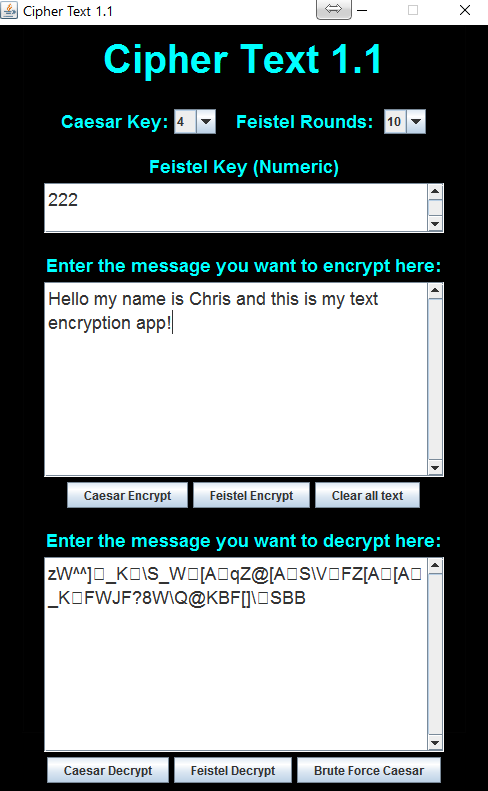 Cipher Text 1.1
Cipher Text 1.1
Caesar Key: 4 Feistel Rounds: 10
Feistel Key (Numeric)
222
Enter the message you want to encrypt here:
Hello my name is Chris and this is my text
encryption app!
Caesar Encrypt Feistel Encrypt Clear all text
Enter the message you want to decrypt here:
zW^^]□_K□\S_W□[A□qZ@[A□S\V□FZ[A□[A□
_K□FWJF?8W\Q@KBF[]\□SBB
Caesar Decrypt Feistel Decrypt Brute Force Caesar